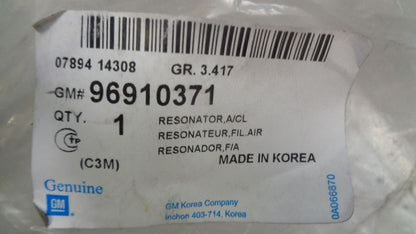 07894 14308 GR. 3.417
GM# 96910371
QTY. 1
RESONATOR,A/CL
RESONATEUR,FIL.AIR
RESONADOR,F/A
(C3M)
MADE IN KOREA
Genuine
GM
GM Korea Company
Inchon 403-714, Korea
0A066870